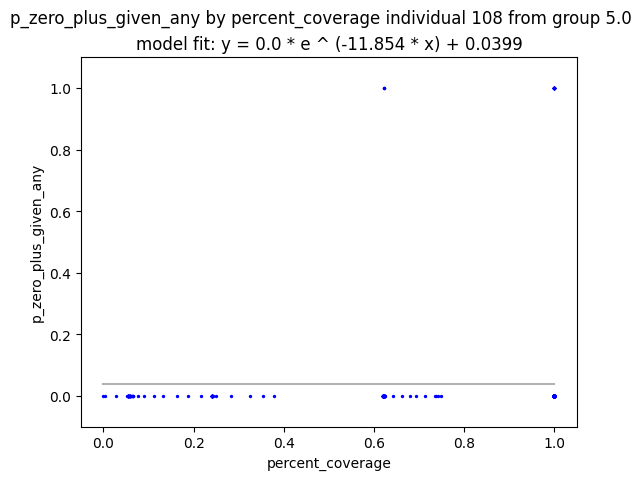 p_zero_plus_given_any by percent_coverage individual 108 from group 5.0
model fit: y = 0.0 * e ^ (-11.854 * x) + 0.0399
p_zero_plus_given_any
1.0
0.8
0.6
0.4
0.2
0.0
0.0 0.2 0.4 0.6 0.8 1.0
percent_coverage